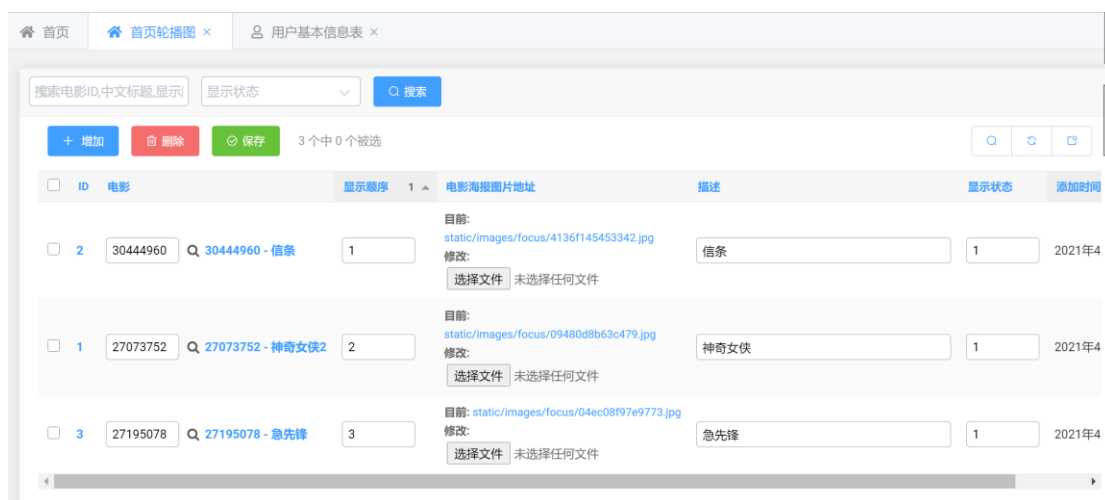 首页 首页轮播图 × 用户基本信息表 ×
搜索电影ID,中文标题,显示 显示状态 搜索
+ 增加 删除 保存 3 个中 0 个被选
ID 电影 显示顺序 1 电影海报图片地址 描述 显示状态 添加时间
目前:
static/images/focus/4136f145453342.jpg
2 30444960 30444960 - 信条 1 修改: 信条 1 2021年4
选择文件 未选择任何文件
目前:
static/images/focus/09480d8b63c479.jpg
1 27073752 27073752 - 神奇女侠2 2 修改: 神奇女侠 1 2021年4
选择文件 未选择任何文件
目前: static/images/focus/04ec08f97e9773.jpg
3 27195078 27195078 - 急先锋 3 修改: 急先锋 1 2021年4
选择文件 未选择任何文件